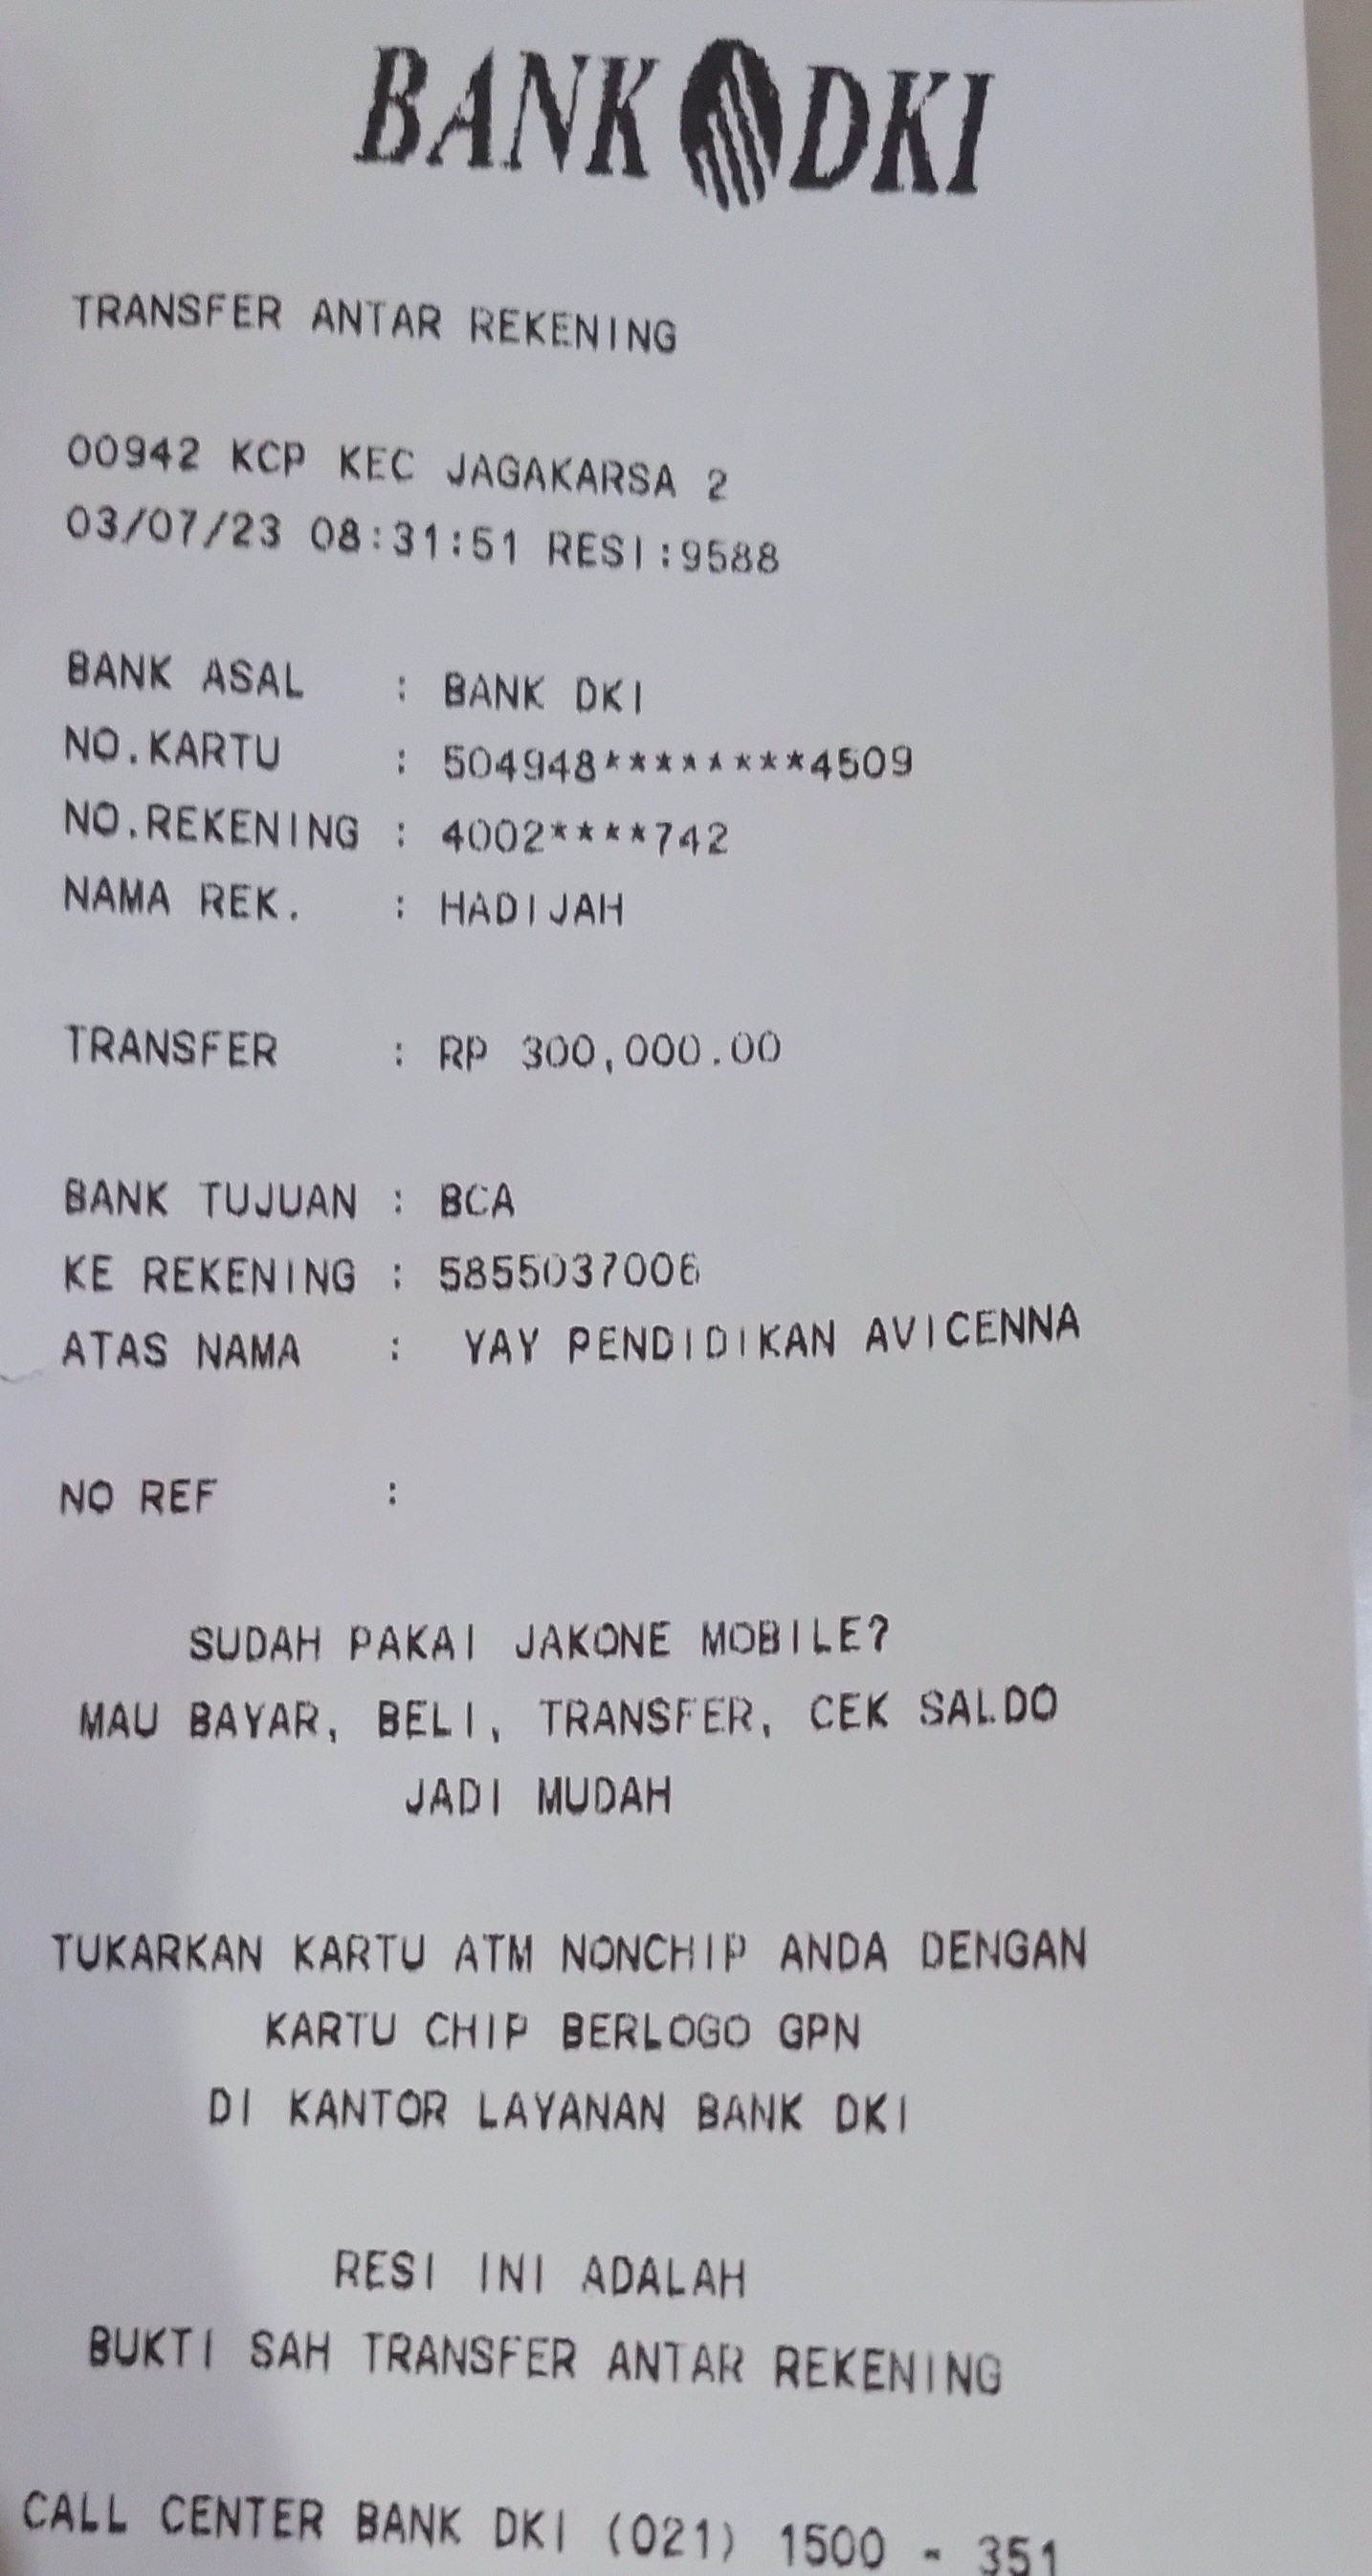 BANK DKI
TRANSFER ANTAR REKENING
00942 KCP KEC JAGAKARSA 2
03/07/23 08:31:51 RESI:9588
BANK ASAL : BANK DKI
NO.KARTU : 504948********4509
NO.REKENING : 4002****742
NAMA REK. : HADIJAH
TRANSFER : RP 300,000.00
BANK TUJUAN : BCA
KE REKENING : 5855037006
ATAS NAMA : YAY PENDIDIKAN AVICENNA
NO REF :
SUDAH PAKAI JAKONE MOBILE?
MAU BAYAR, BELI, TRANSFER, CEK SALDO
JADI MUDAH
TUKARKAN KARTU ATM NONCHIP ANDA DENGAN
KARTU CHIP BERLOGO GPN
DI KANTOR LAYANAN BANK DKI
RESI INI ADALAH
BUKTI SAH TRANSFER ANTAR REKENING
CALL CENTER BANK DKI (021) 1500 - 351